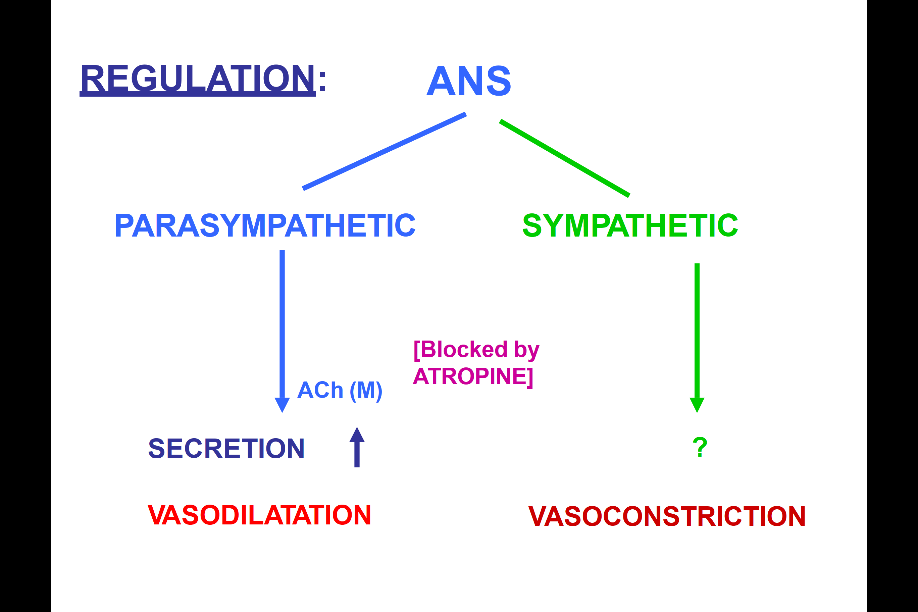 REGULATION:
ANS
PARASYMPATHETIC
SYMPATHETIC
[Blocked by
ATROPINE]
ACh (M)
SECRETION
?
VASODILATATION
VASOCONSTRICTION